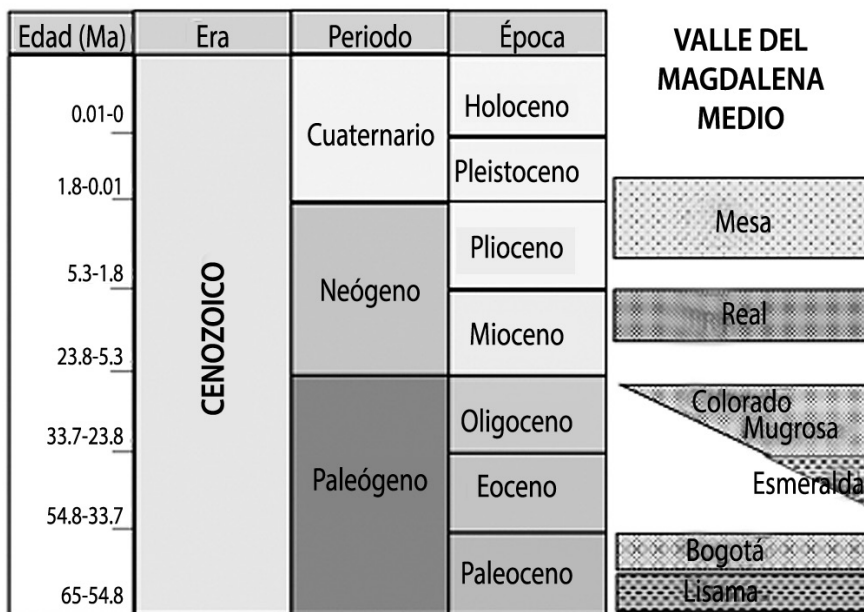 Edad (Ma) Era Periodo Época
VALLE DEL
MAGDALENA
MEDIO
0.01-0
1.8-0.01
5.3-1.8
23.8-5.3
33.7-23.8
54.8-33.7
65-54.8
CENOZOICO
Cuaternario
Neógeno
Paleógeno
Holoceno
Pleistoceno
Plioceno
Mioceno
Oligoceno
Eoceno
Paleoceno
Mesa
Real
Colorado
Mugrosa
Esmeralda
Bogotá
Lisama